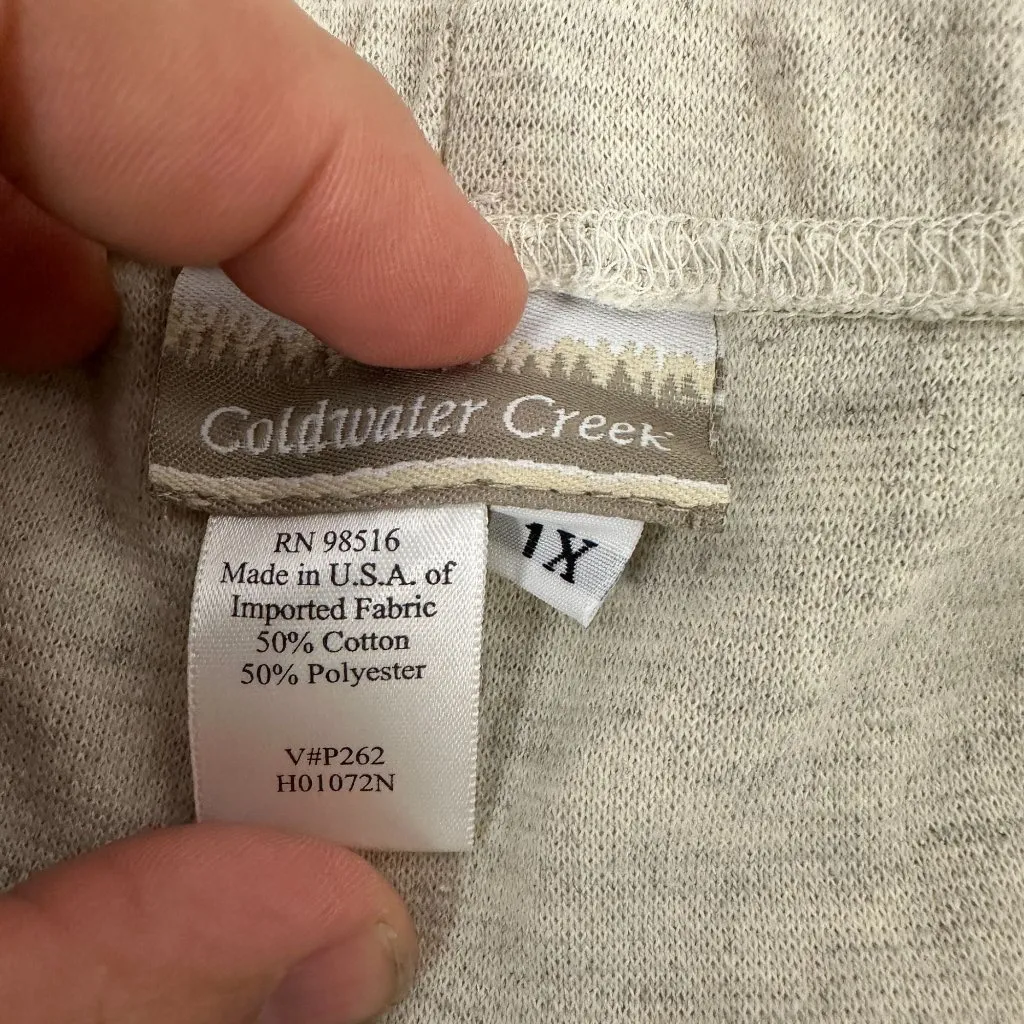 Coldwater Creek
1X
RN 98516
Made in U.S.A. of
Imported Fabric
50% Cotton
50% Polyester
V#P262
H01072N